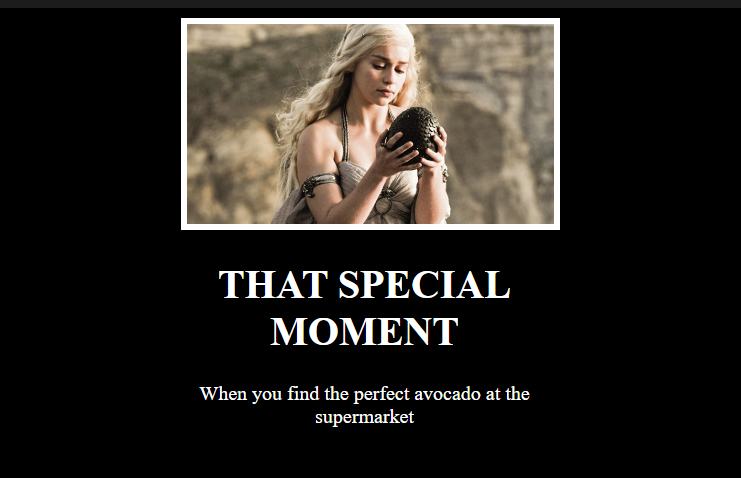 THAT SPECIAL
MOMENT
When you find the perfect avocado at the
supermarket